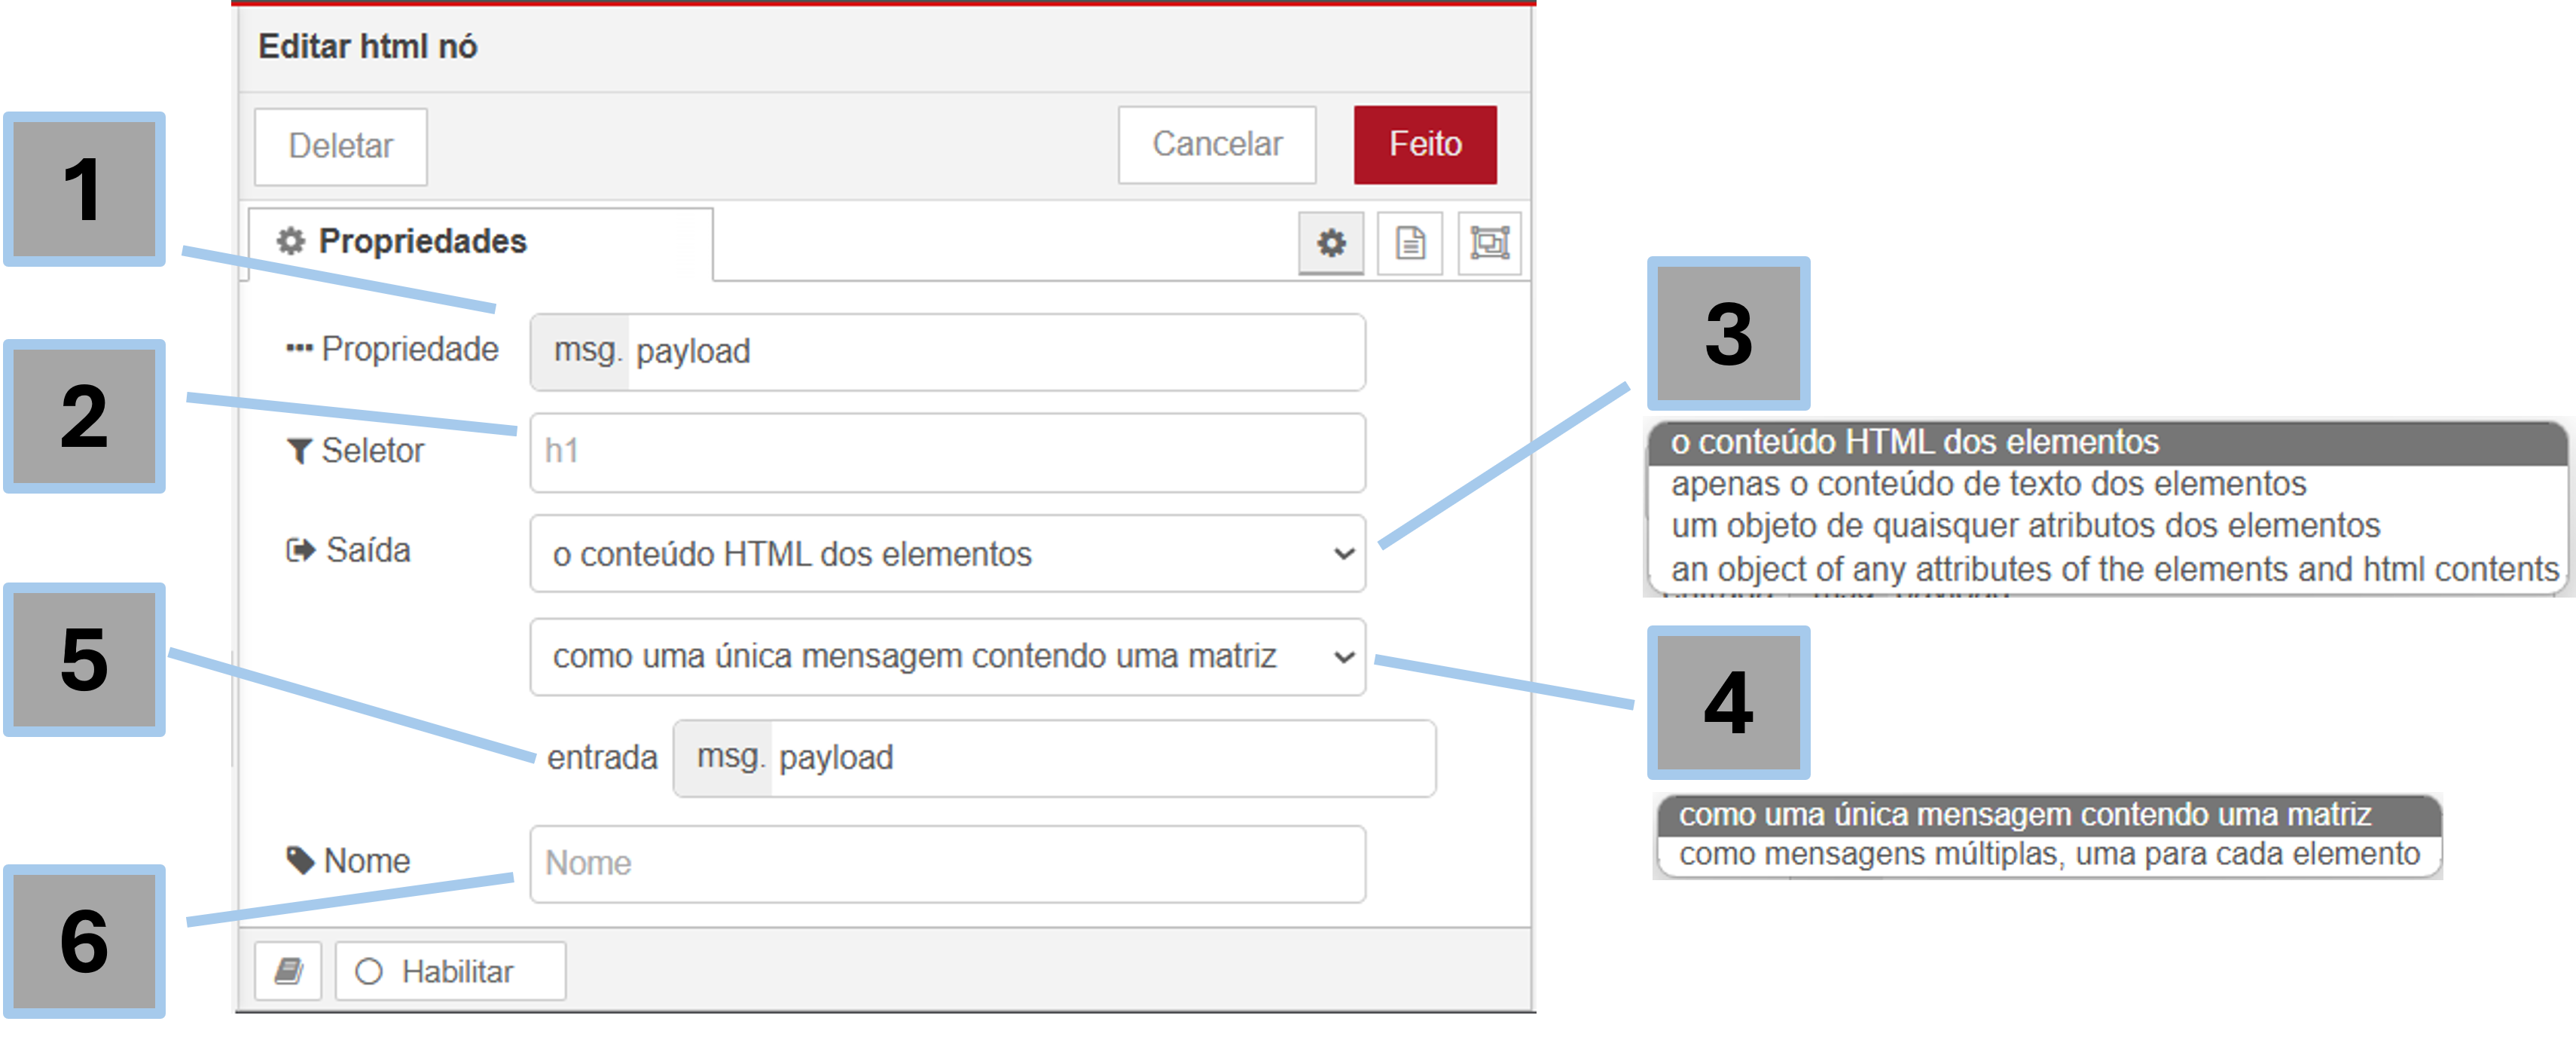 Editar html nó
Deletar
Cancelar
Feito
1
Propriedades
Propriedade
msg. payload
2
Seletor
h1
3
o conteúdo HTML dos elementos
apenas o conteúdo de texto dos elementos
um objeto de quaisquer atributos dos elementos
an object of any attributes of the elements and html contents
Saída
o conteúdo HTML dos elementos
como uma única mensagem contendo uma matriz
5
4
entrada
msg. payload
como uma única mensagem contendo uma matriz
como mensagens múltiplas, uma para cada elemento
Nome
Nome
6
Habilitar